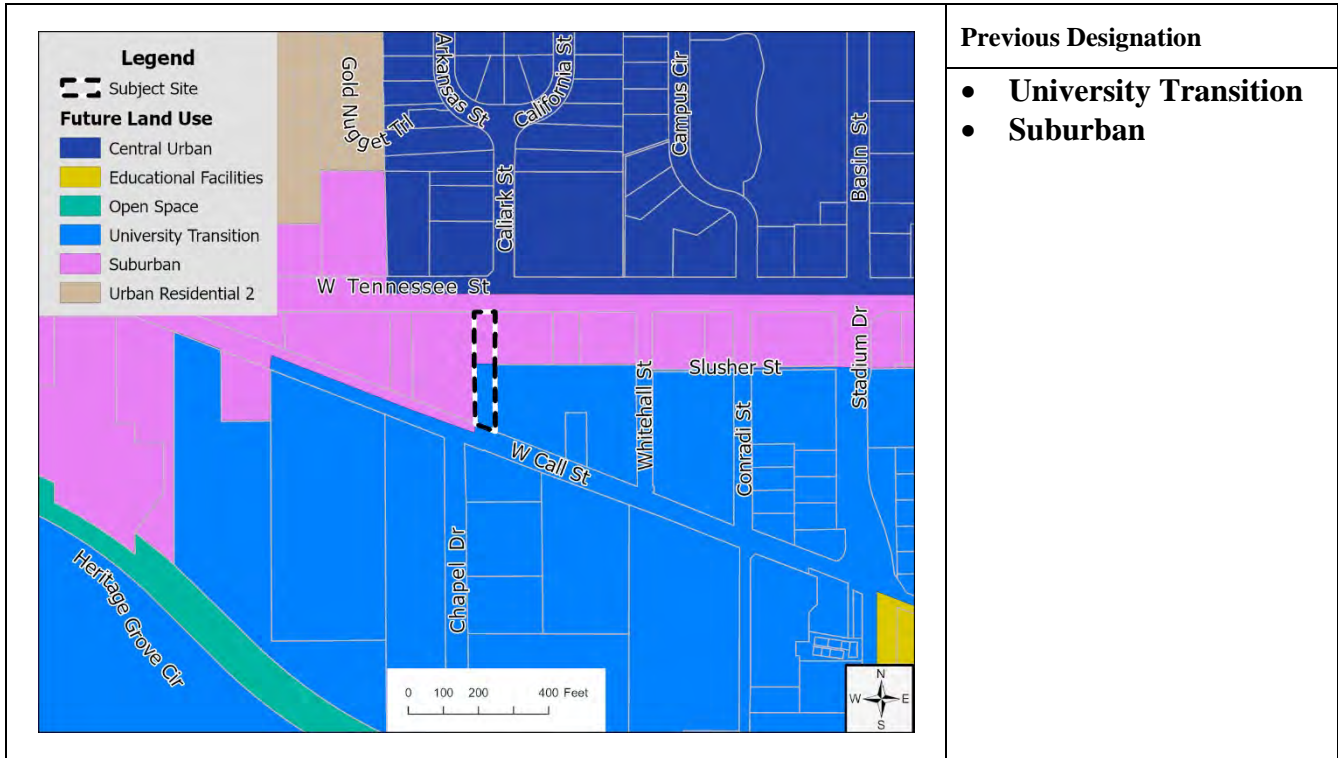 Legend
Subject Site
Future Land Use
Central Urban
Educational Facilities
Open Space
University Transition
Suburban
Urban Residential 2
Gold Nugget Trl
Arkansas St
California St
Campus Cir
Basin St
Caliark St
W Tennessee St
Slusher St
Stadium Dr
Whitehall St
Conradi St
W Call St
Chapel Dr
Heritage Grove Cir
0 100 200 400 Feet
N
W E
S
Previous Designation
• University Transition
• Suburban